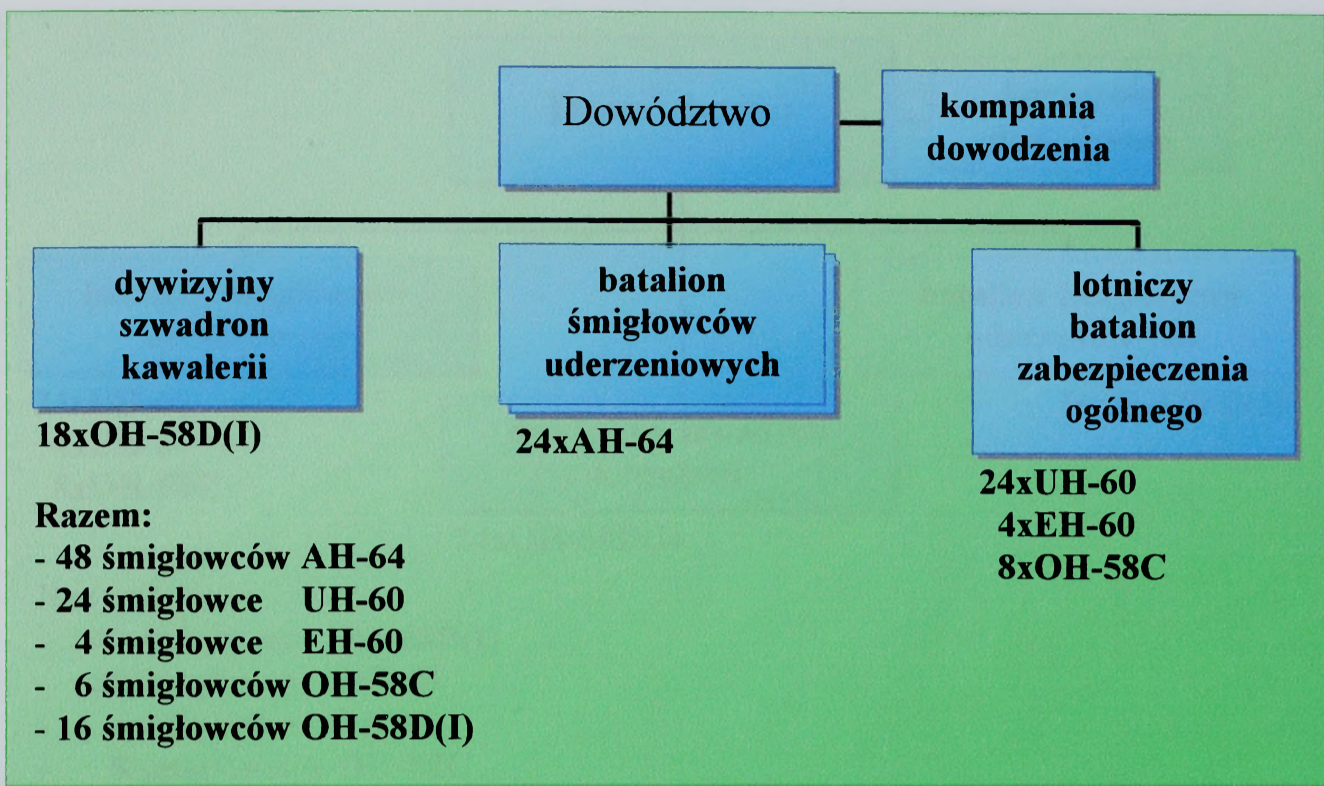 Dowództwo
kompania
dowodzenia
dywizyjny
szwadron
kawalerii
18xOH-58D(I)
batalion
śmigłowców
uderzeniowych
24xAH-64
lotniczy
batalion
zabezpieczenia
ogólnego
24xUH-60
4xEH-60
8xOH-58C
Razem:
- 48 śmigłowców AH-64
- 24 śmigłowce UH-60
- 4 śmigłowce EH-60
- 6 śmigłowców OH-58C
- 16 śmigłowców OH-58D(I)